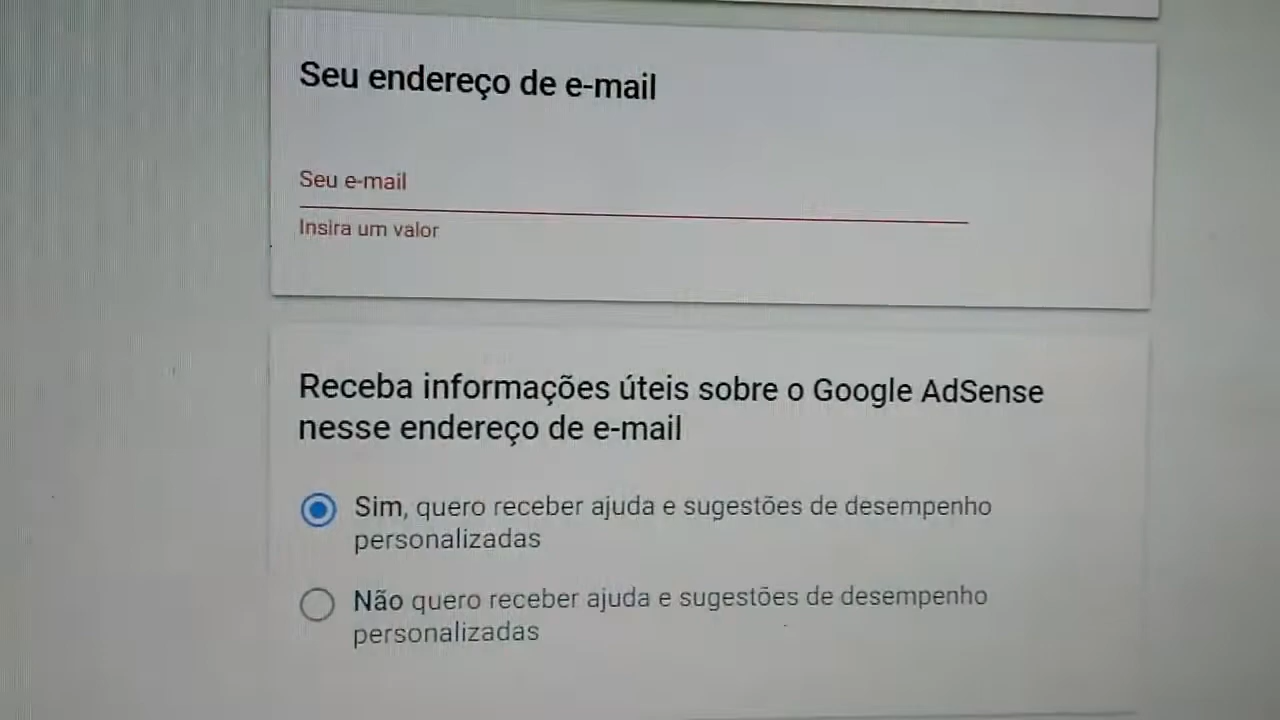 Seu endereço de e-mail
Seu e-mail
Insira um valor
Receba informações úteis sobre o Google AdSense
nesse endereço de e-mail
Sim, quero receber ajuda e sugestões de desempenho
personalizadas
Não quero receber ajuda e sugestões de desempenho
personalizadas